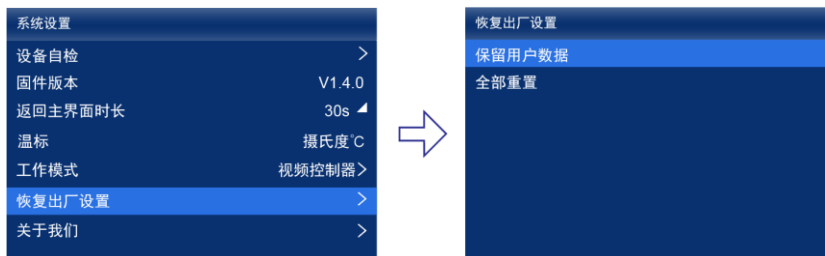 系统设置
设备自检 >
固件版本 V1.4.0
返回主界面时长 30s
温标 摄氏度℃
工作模式 视频控制器>
恢复出厂设置 >
关于我们 >
恢复出厂设置
保留用户数据
全部重置